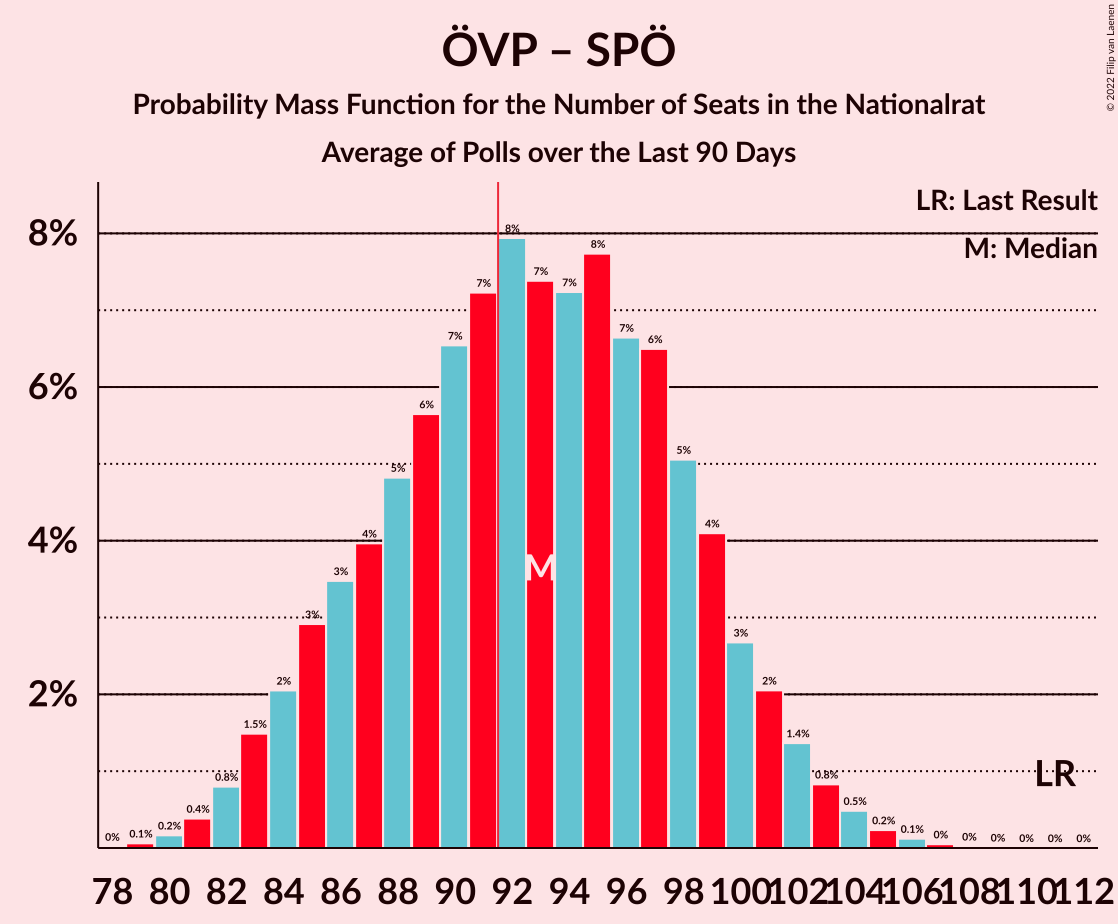 ÖVP – SPÖ
Probability Mass Function for the Number of Seats in the Nationalrat
Average of Polls over the Last 90 Days
© 2022 Filip van Laenen
LR: Last Result
M: Median
8%
6%
4%
2%
0% 0.1% 0.2% 0.4% 0.8% 1.5% 2% 3% 3% 4% 5% 6% 7% 7% 8% 7% 7% 8% 7% 6% 5% 4% 3% 2% 1.4% 0.8% 0.5% 0.2% 0.1% 0% 0% 0% 0% 0% 0%
M
LR
78 80 82 84 86 88 90 92 94 96 98 100 102 104 106 108 110 112